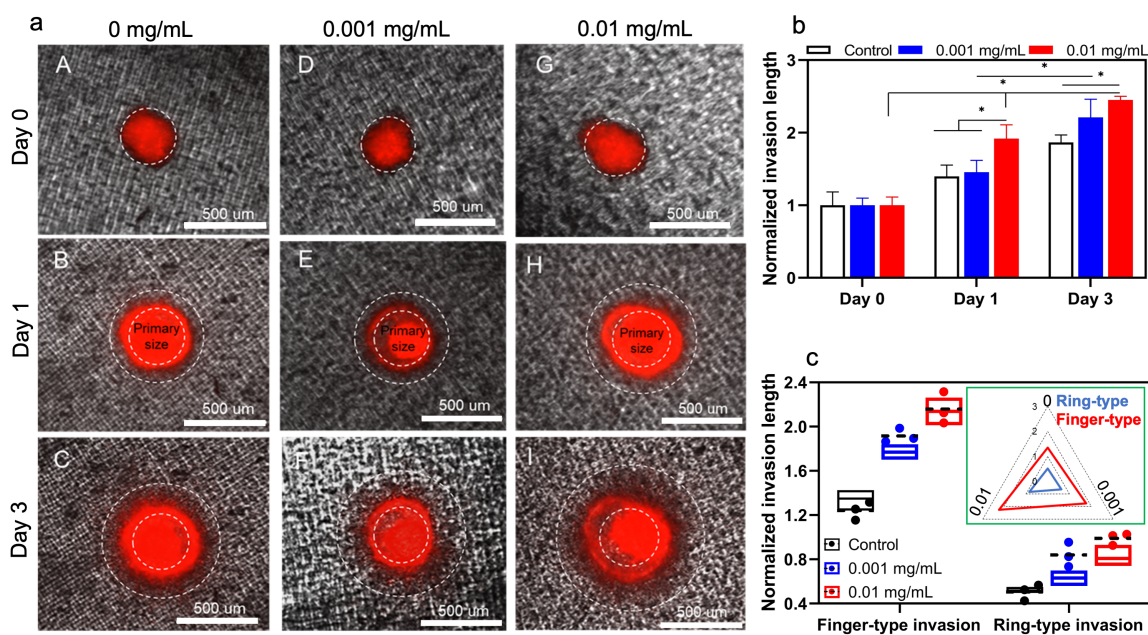 a
0 mg/mL
0.001 mg/mL
0.01 mg/mL
Day 0
A
500 um
D
500 um
G
500 um
Day 1
B
Primary
size
500 um
E
Primary
size
500 um
H
Primary
size
500 um
Day 3
C
500 um
F
500 um
I
500 um
b
Control
0.001 mg/mL
0.01 mg/mL
Normalized invasion length
3
2
1
0
*
*
*
*
Day 0
Day 1
Day 3
c
Normalized invasion length
2.4
2.0
1.6
1.2
0.8
0.4
0
Ring-type
Finger-type
3
2
1
0
0.01
0.001
Control
0.001 mg/mL
0.01 mg/mL
Finger-type invasion
Ring-type invasion